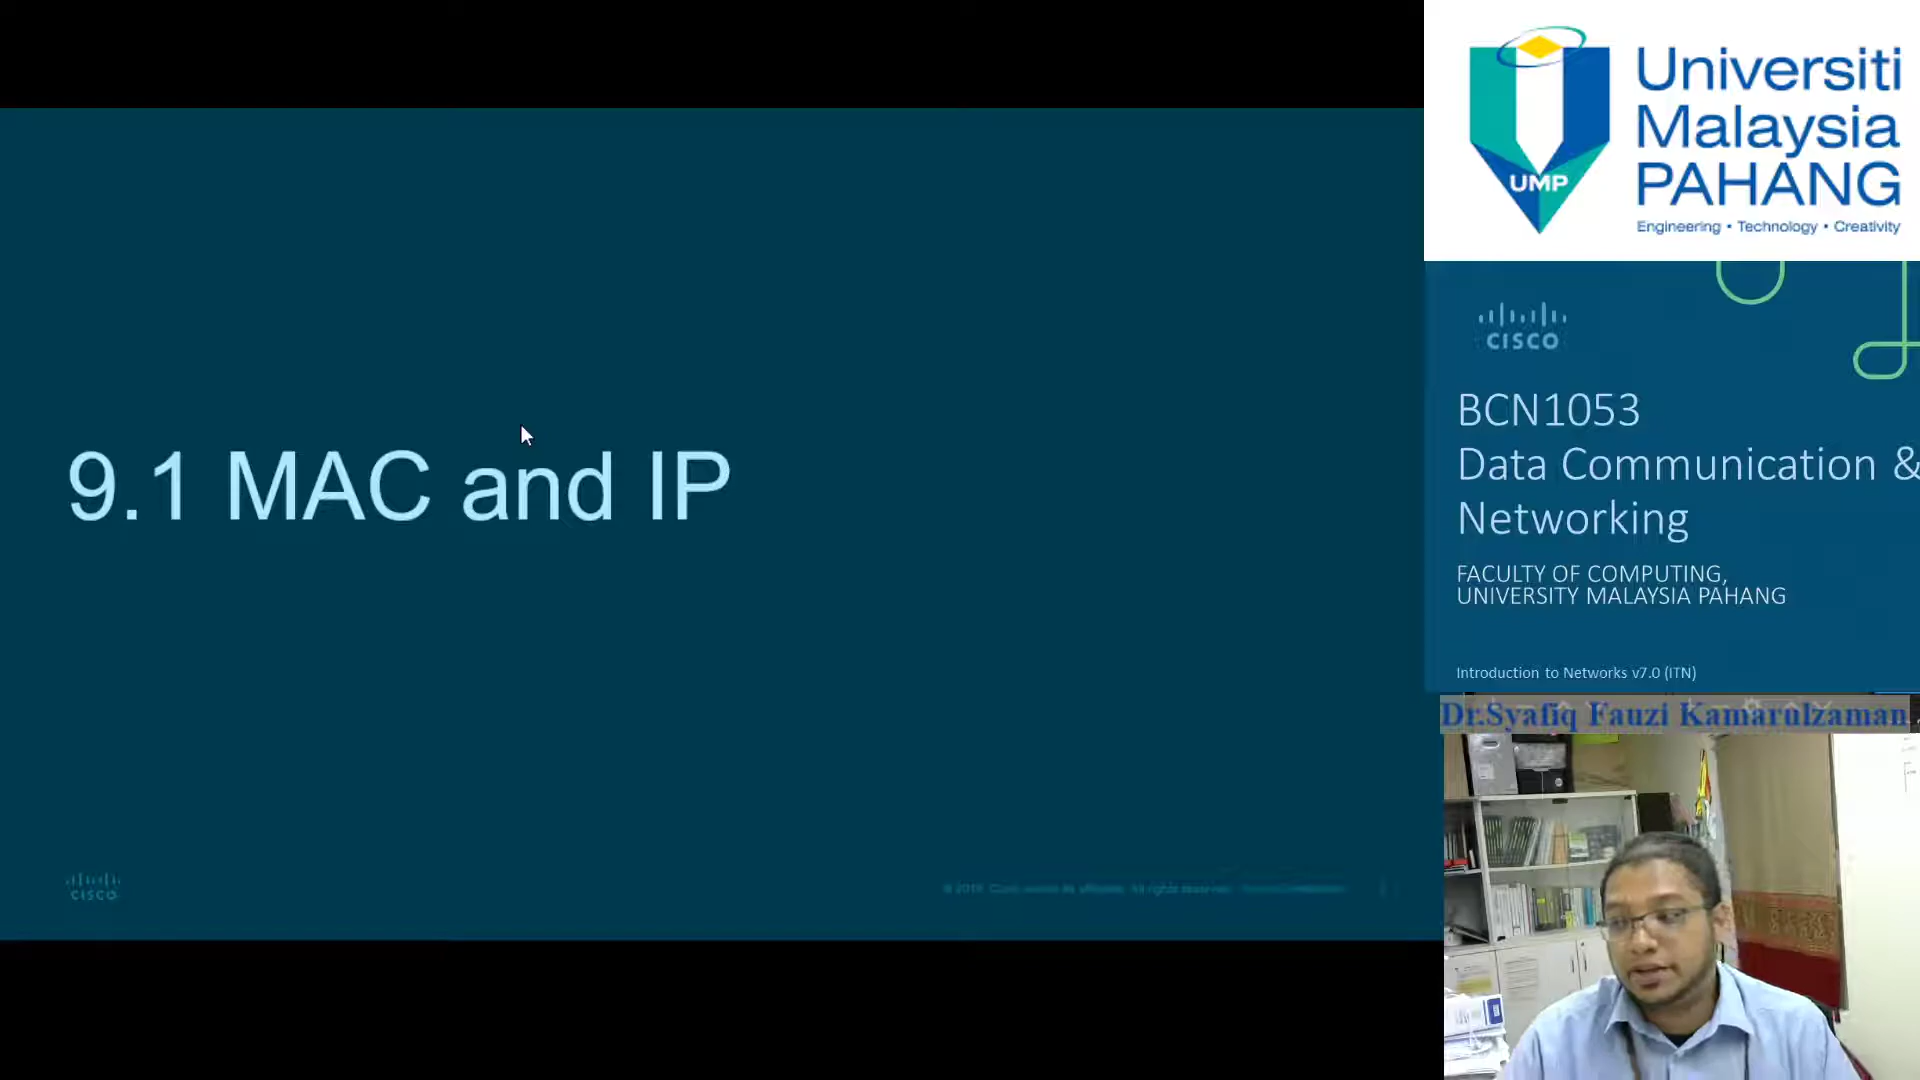 9.1 MAC and IP
CISCO
UMP
Universiti
Malaysia
PAHANG
Engineering • Technology • Creativity
CISCO
BCN1053
Data Communication &
Networking
FACULTY OF COMPUTING,
UNIVERSITY MALAYSIA PAHANG
Introduction to Networks v7.0 (ITN)
Dr.Syafiq Fauzi Kamarulzaman